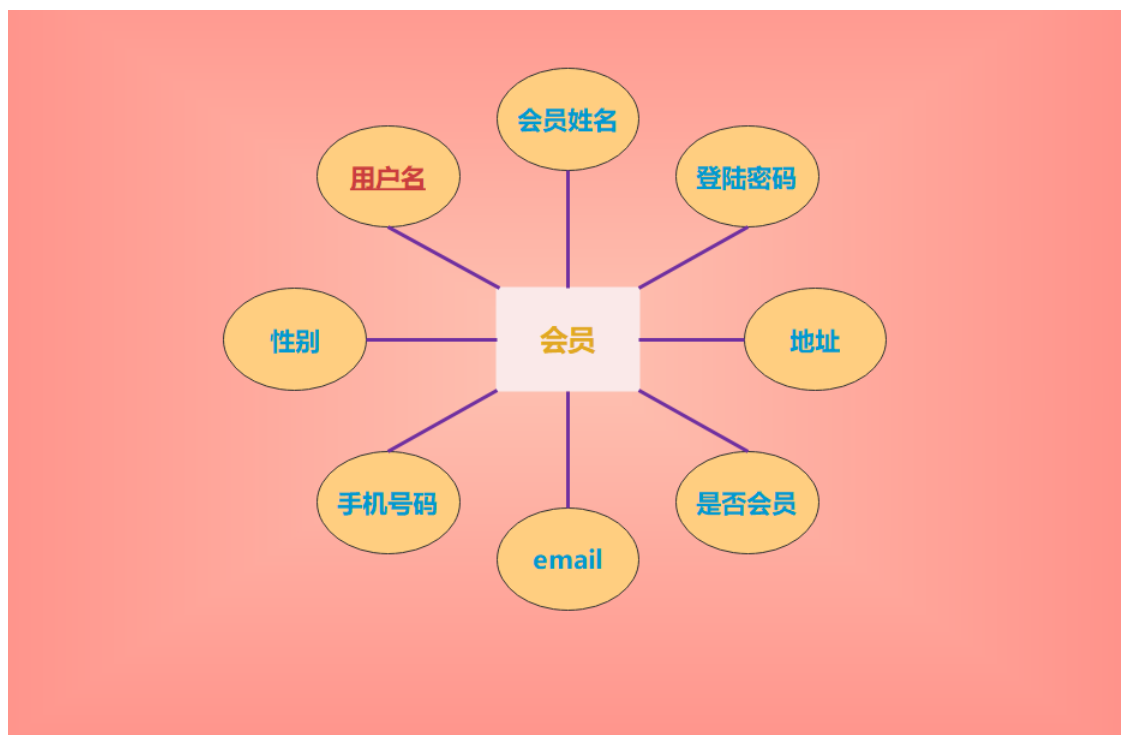 会员姓名
用户名
登陆密码
性别
会员
地址
手机号码
是否会员
email